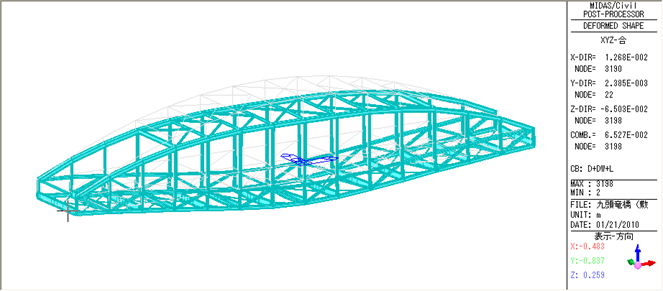 MIDAS/Civil
POST-PROCESSOR
DEFORMED SHAPE
XYZ-合
X-DIR= 1.268E-002
NODE= 3190
Y-DIR= 2.385E-003
NODE= 22
Z-DIR= -6.503E-002
NODE= 3198
COMB.= 6.527E-002
NODE= 3198
CB: D+DW+L
MAX : 3198
MIN : 2
FILE: 九頭竜橋（敷
UNIT: m
DATE: 01/21/2010
表示-方向
X:-0.483
Y:-0.837
Z: 0.259